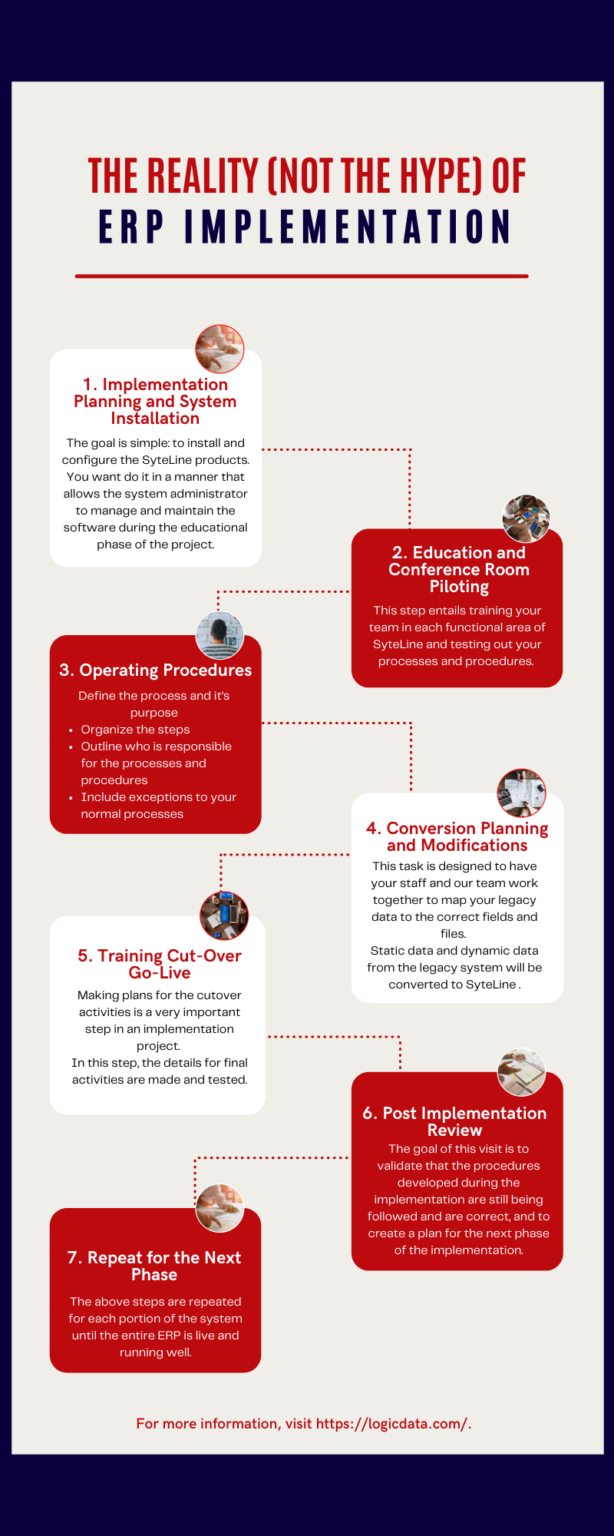 THE REALITY (NOT THE HYPE) OF
ERP IMPLEMENTATION
1. Implementation
Planning and System
Installation
The goal is simple: to install and
configure the SyteLine products.
You want do it in a manner that
allows the system administrator
to manage and maintain the
software during the educational
phase of the project.
2. Education and
Conference Room
Piloting
This step entails training your
team in each functional area of
SyteLine and testing out your
processes and procedures.
3. Operating Procedures
Define the process and it's
purpose
• Organize the steps
• Outline who is responsible
for the processes and
procedures
• Include exceptions to your
normal processes
4. Conversion Planning
and Modifications
This task is designed to have
your staff and our team work
together to map your legacy
data to the correct fields and
files.
Static data and dynamic data
from the legacy system will be
converted to SyteLine .
5. Training Cut-Over
Go-Live
Making plans for the cutover
activities is a very important
step in an implementation
project.
In this step, the details for final
activities are made and tested.
6. Post Implementation
Review
The goal of this visit is to
validate that the procedures
developed during the
implementation are still being
followed and are correct, and to
create a plan for the next phase
of the implementation.
7. Repeat for the Next
Phase
The above steps are repeated
for each portion of the system
until the entire ERP is live and
running well.
For more information, visit https://logicdata.com/.